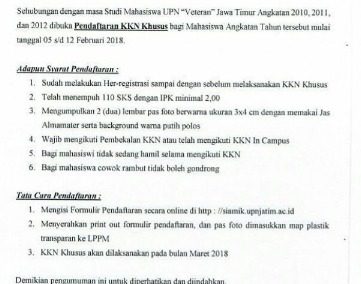 Sehubungan dengan masa Studi Mahasiswa UPN "Veteran" Jawa Timur Angkatan 2010, 2011,
dan 2012 dibuka Pendaftaran KKN Khusus bagi Mahasiswa Angkatan Tahun tersebut mulai
tanggal 05 s/d 12 Februari 2018.
Adapun Syarat Pendaftaran :
1. Sudah melakukan Her-registrasi sampai dengan sebelum melaksanakan KKN Khusus
2. Telah menempuh 110 SKS dengan IPK minimal 2,00
3. Mengumpulkan 2 (dua) lembar pas foto berwarna ukuran 3x4 cm dengan memakai Jas
Almamater serta background warna putih polos
4. Wajib mengikuti Pembekalan KKN atau telah mengikuti KKN In Campus
5. Bagi mahasiswi tidak sedang hamil selama mengikuti KKN
6. Bagi mahasiswa cowok rambut tidak boleh gondrong
Tata Cara Pendaftaran :
1. Mengisi Formulir Pendaftaran secara online di http : //siamik.upnjatim.ac.id
2. Menyerahkan print out formulir pendaftaran, dan pas foto dimasukkan map plastik
transparan ke LPPM
3. KKN Khusus akan dilaksanakan pada bulan Maret 2018
Demikian pengumuman ini untuk diperhatikan dan diindahkan.